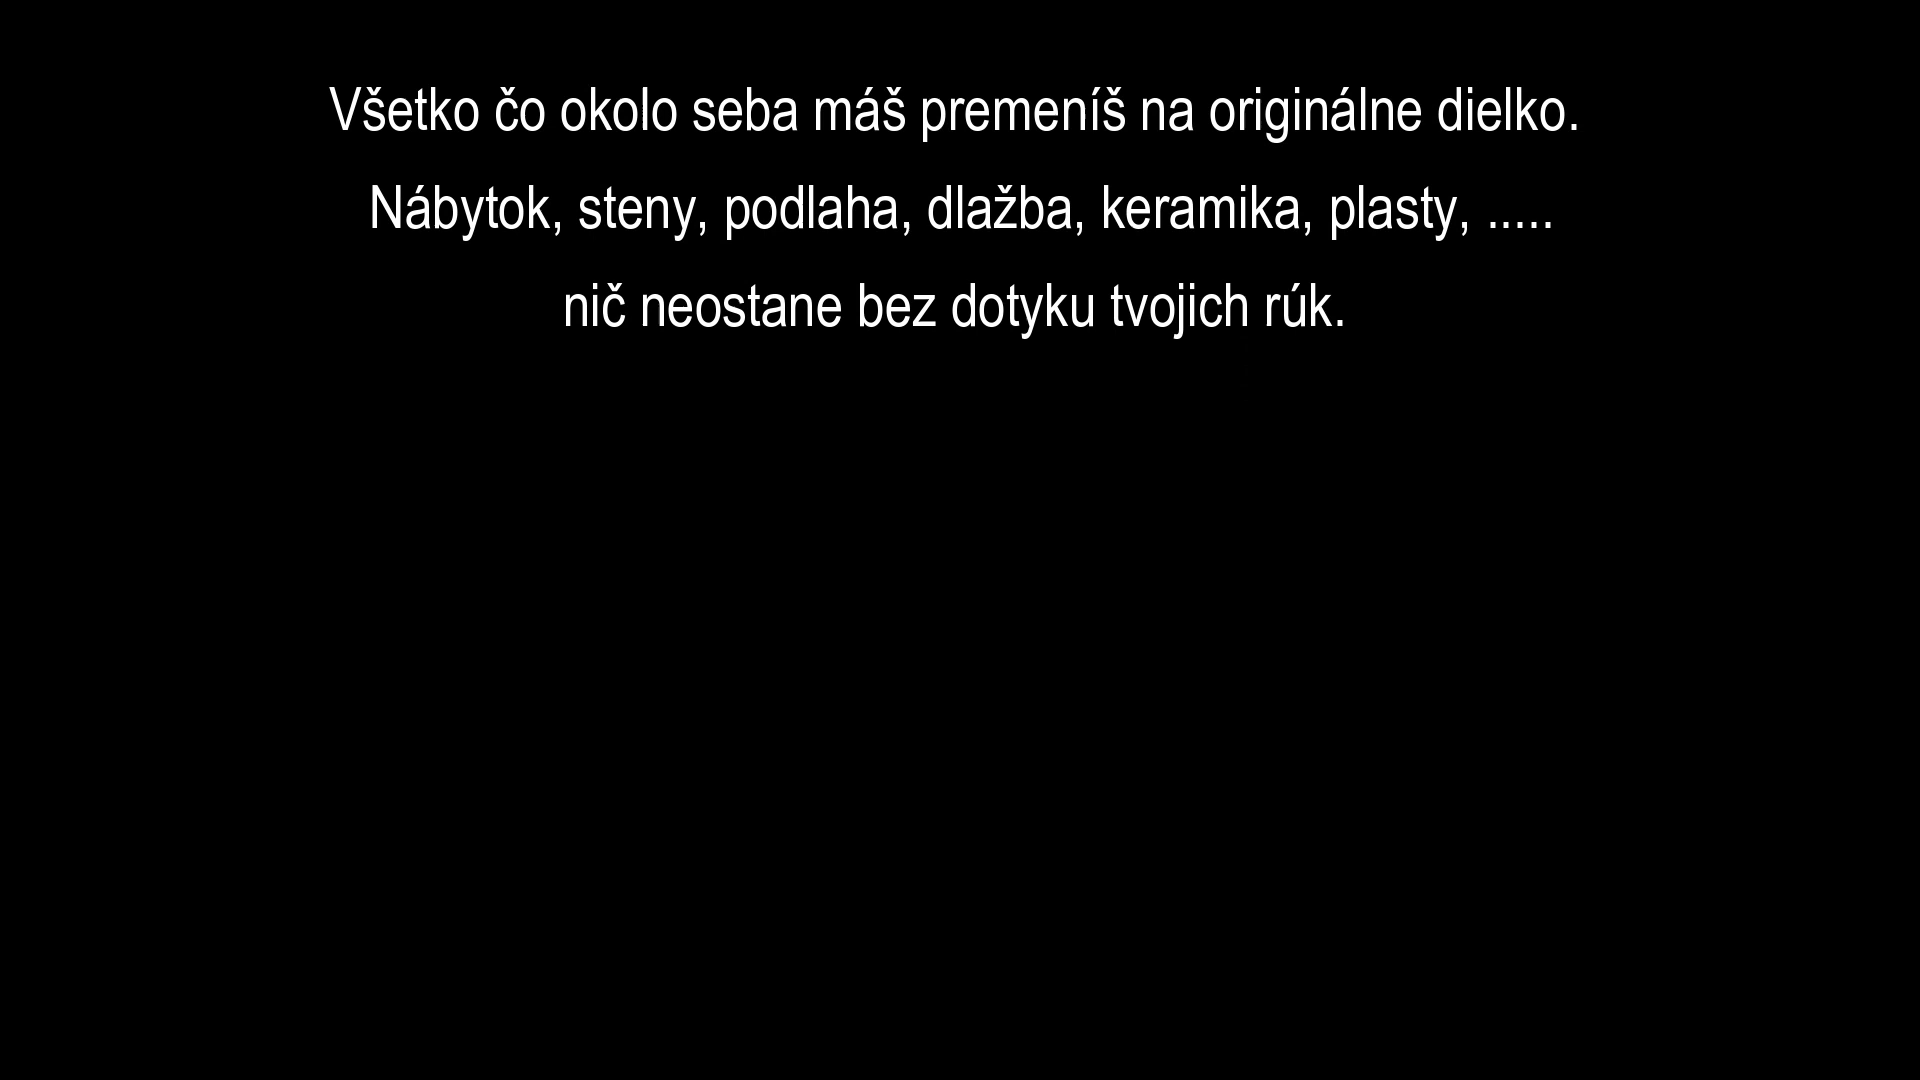 Všetko čo okolo seba máš premeníš na originálne dielko.
Nábytok, steny, podlaha, dlažba, keramika, plasty, .....
nič neostane bez dotyku tvojich rúk.